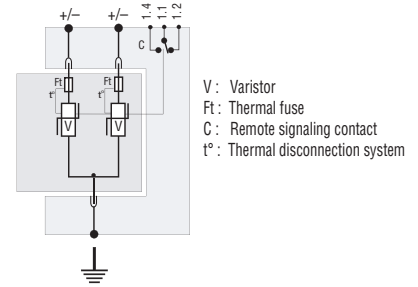 +/– +/– 1.4 1.1 1.2
C
Ft Ft
t° t°
V V
V : Varistor
Ft : Thermal fuse
C : Remote signaling contact
t° : Thermal disconnection system